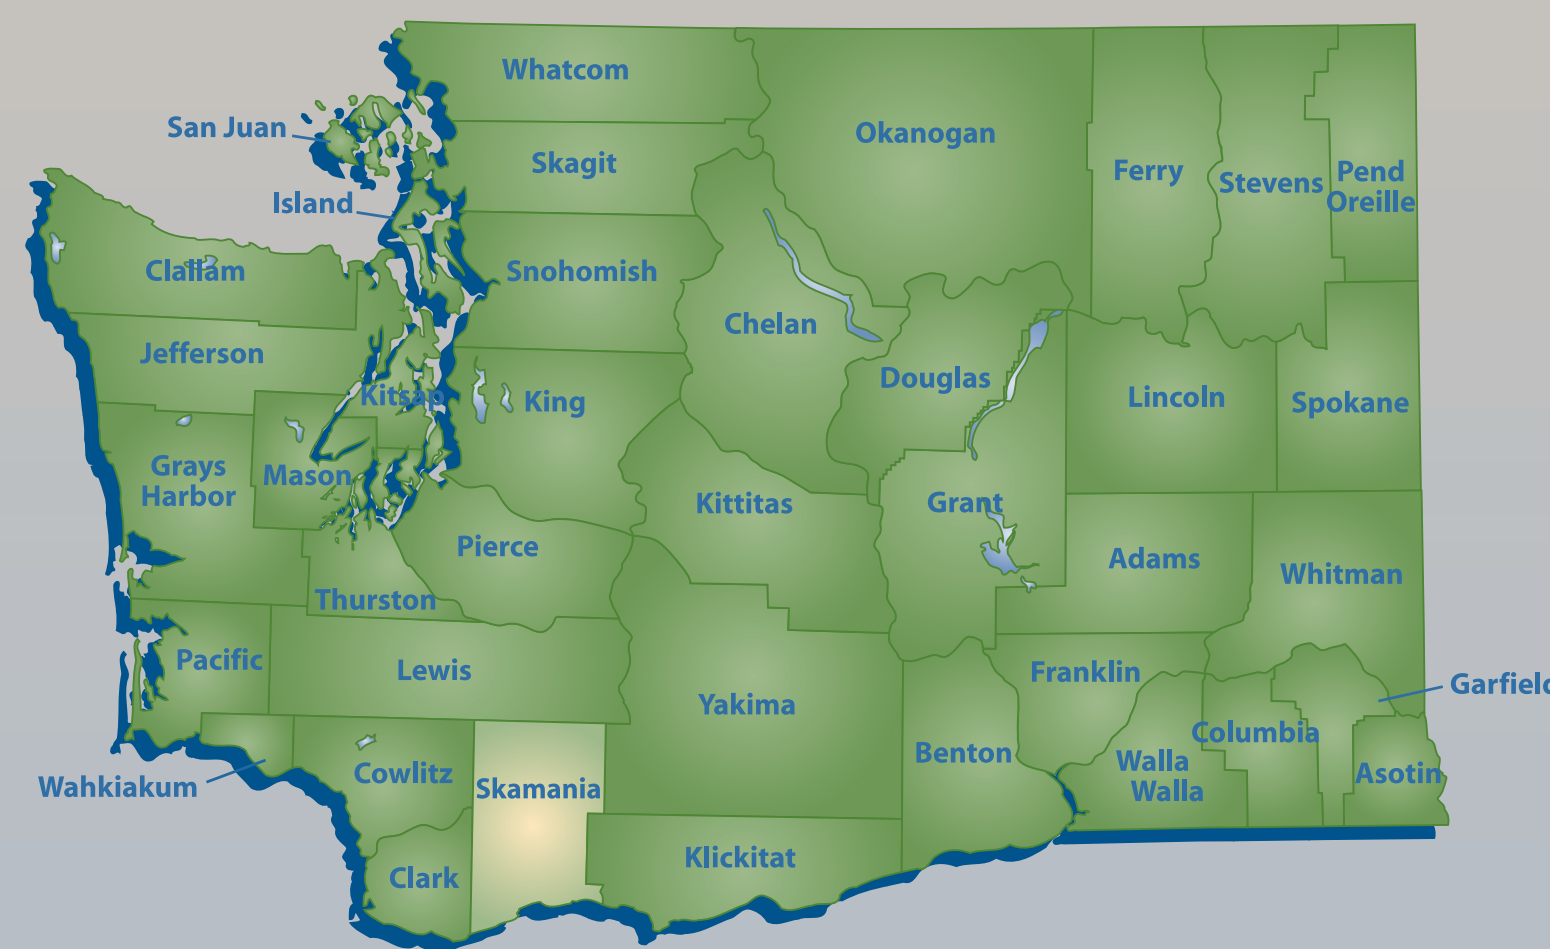 Whatcom
San Juan
Okanogan
Skagit
Ferry
Stevens
Pend
Oreille
Island
Clallam
Snohomish
Chelan
Jefferson
Douglas
Kitsap
King
Lincoln
Spokane
Grays
Harbor
Mason
Kittitas
Grant
Pierce
Adams
Whitman
Thurston
Pacific
Lewis
Franklin
Garfield
Yakima
Columbia
Benton
Walla
Walla
Asotin
Wahkiakum
Cowlitz
Skamania
Klickitat
Clark